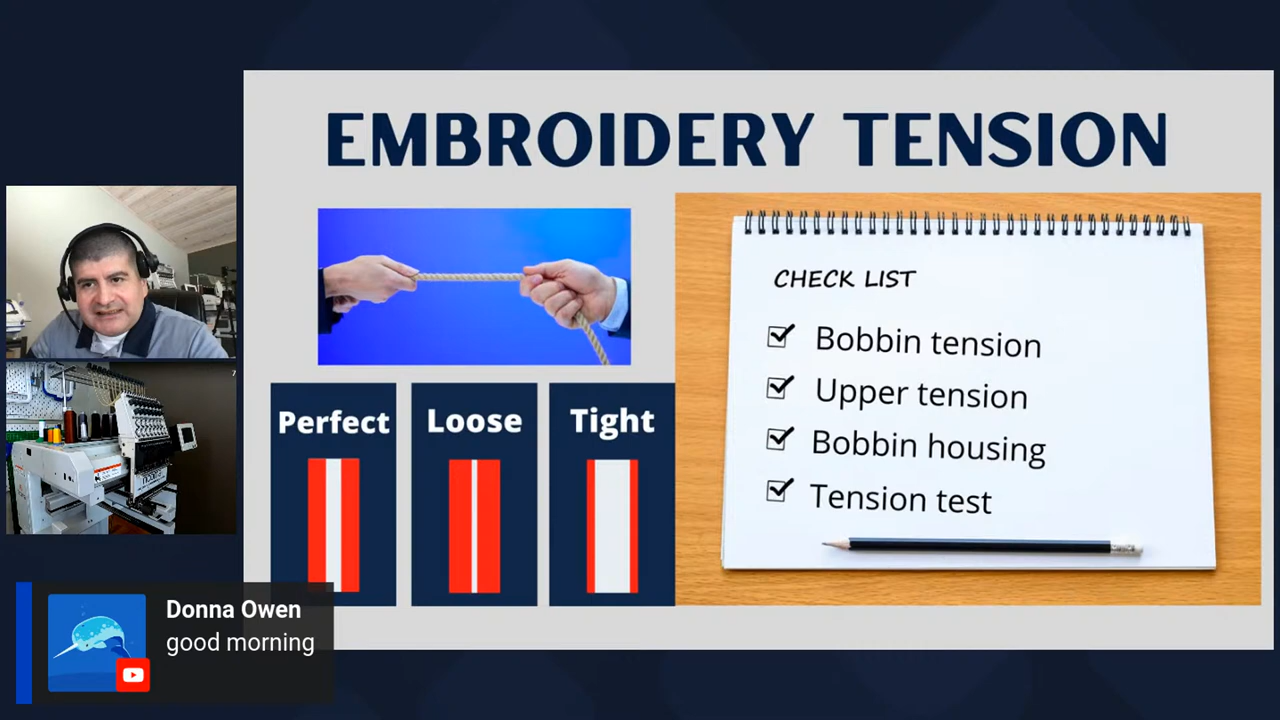 EMBROIDERY TENSION
Perfect
Loose
Tight
CHECK LIST
Bobbin tension
Upper tension
Bobbin housing
Tension test
Donna Owen
good morning